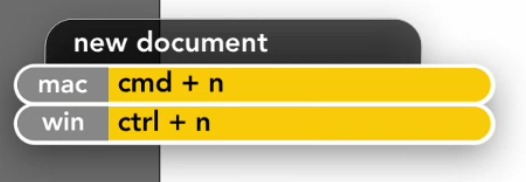 new document
mac cmd + n
win ctrl + n